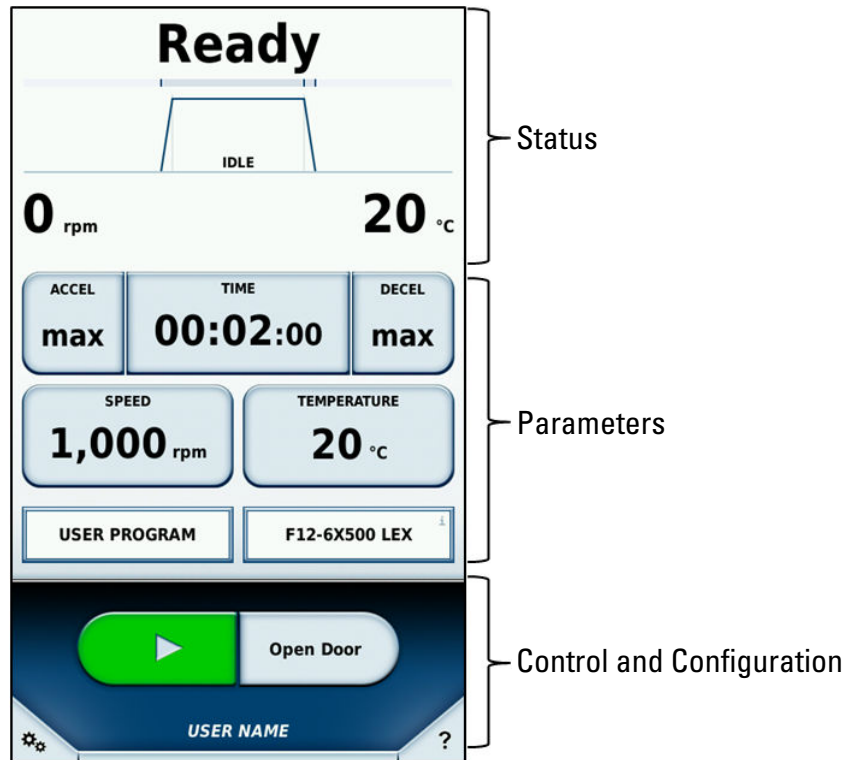 Ready
IDLE
0 rpm
20 °C
Status
ACCEL
max
TIME
00:02:00
DECEL
max
SPEED
1,000 rpm
TEMPERATURE
20 °C
Parameters
USER PROGRAM
F12-6X500 LEX i
Open Door
Control and Configuration
USER NAME
?